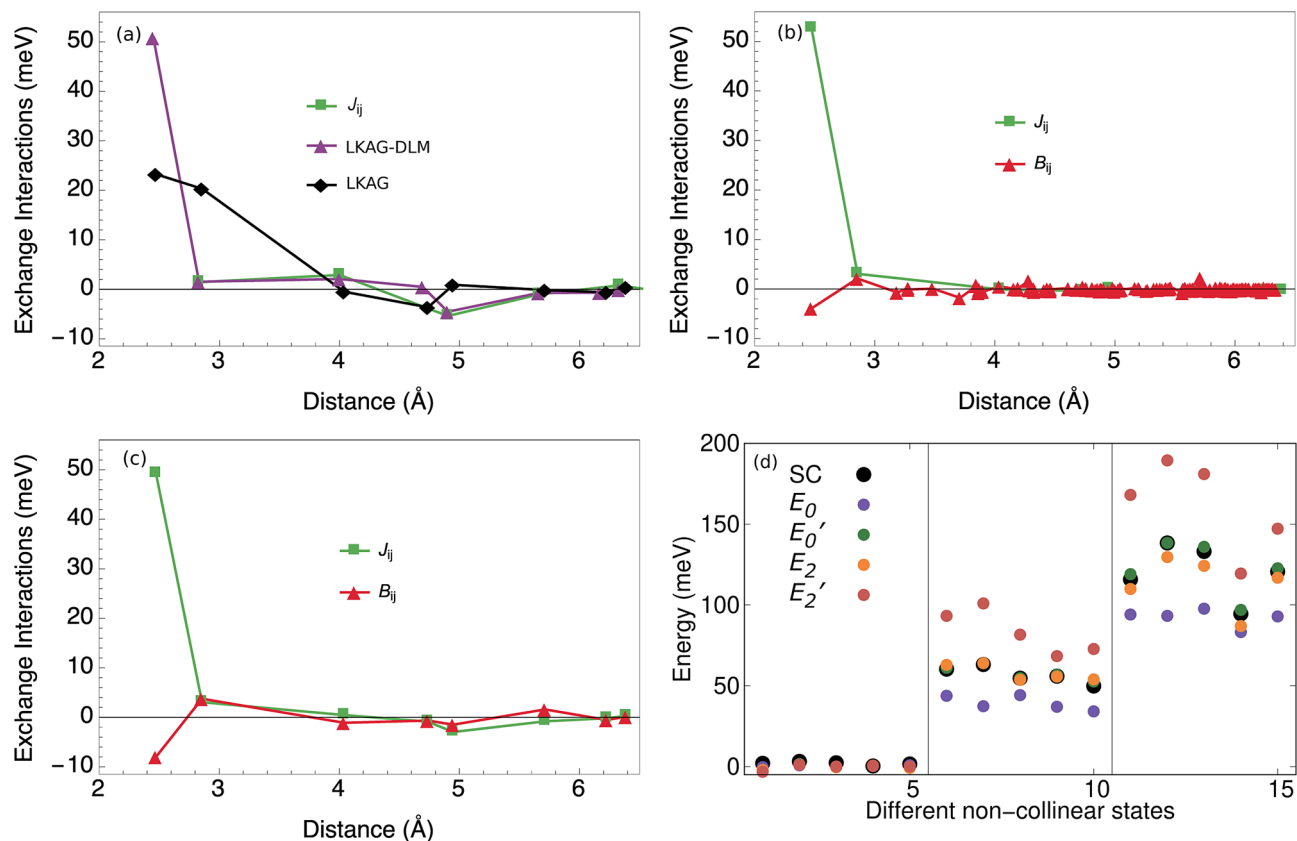 (a)
Exchange Interactions (meV)
50
40
30
20
10
0
−10
J_ij
LKAG-DLM
LKAG
2
3
4
5
6
Distance (Å)
(b)
Exchange Interactions (meV)
50
40
30
20
10
0
−10
J_ij
B_ij
2
3
4
5
6
Distance (Å)
(c)
Exchange Interactions (meV)
50
40
30
20
10
0
−10
J_ij
B_ij
2
3
4
5
6
Distance (Å)
(d)
Energy (meV)
200
150
100
50
0
SC
E_0
E_0′
E_2
E_2′
5
10
15
Different non−collinear states